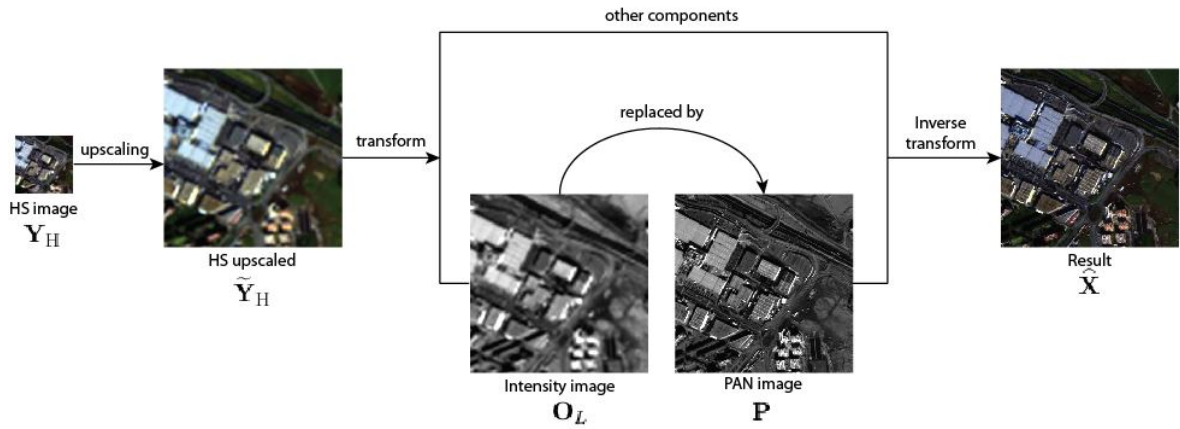 other components
replaced by
upscaling
transform
Inverse
transform
HS image
Y_H
HS upscaled
Ỹ_H
Intensity image
O_L
PAN image
P
Result
X̂